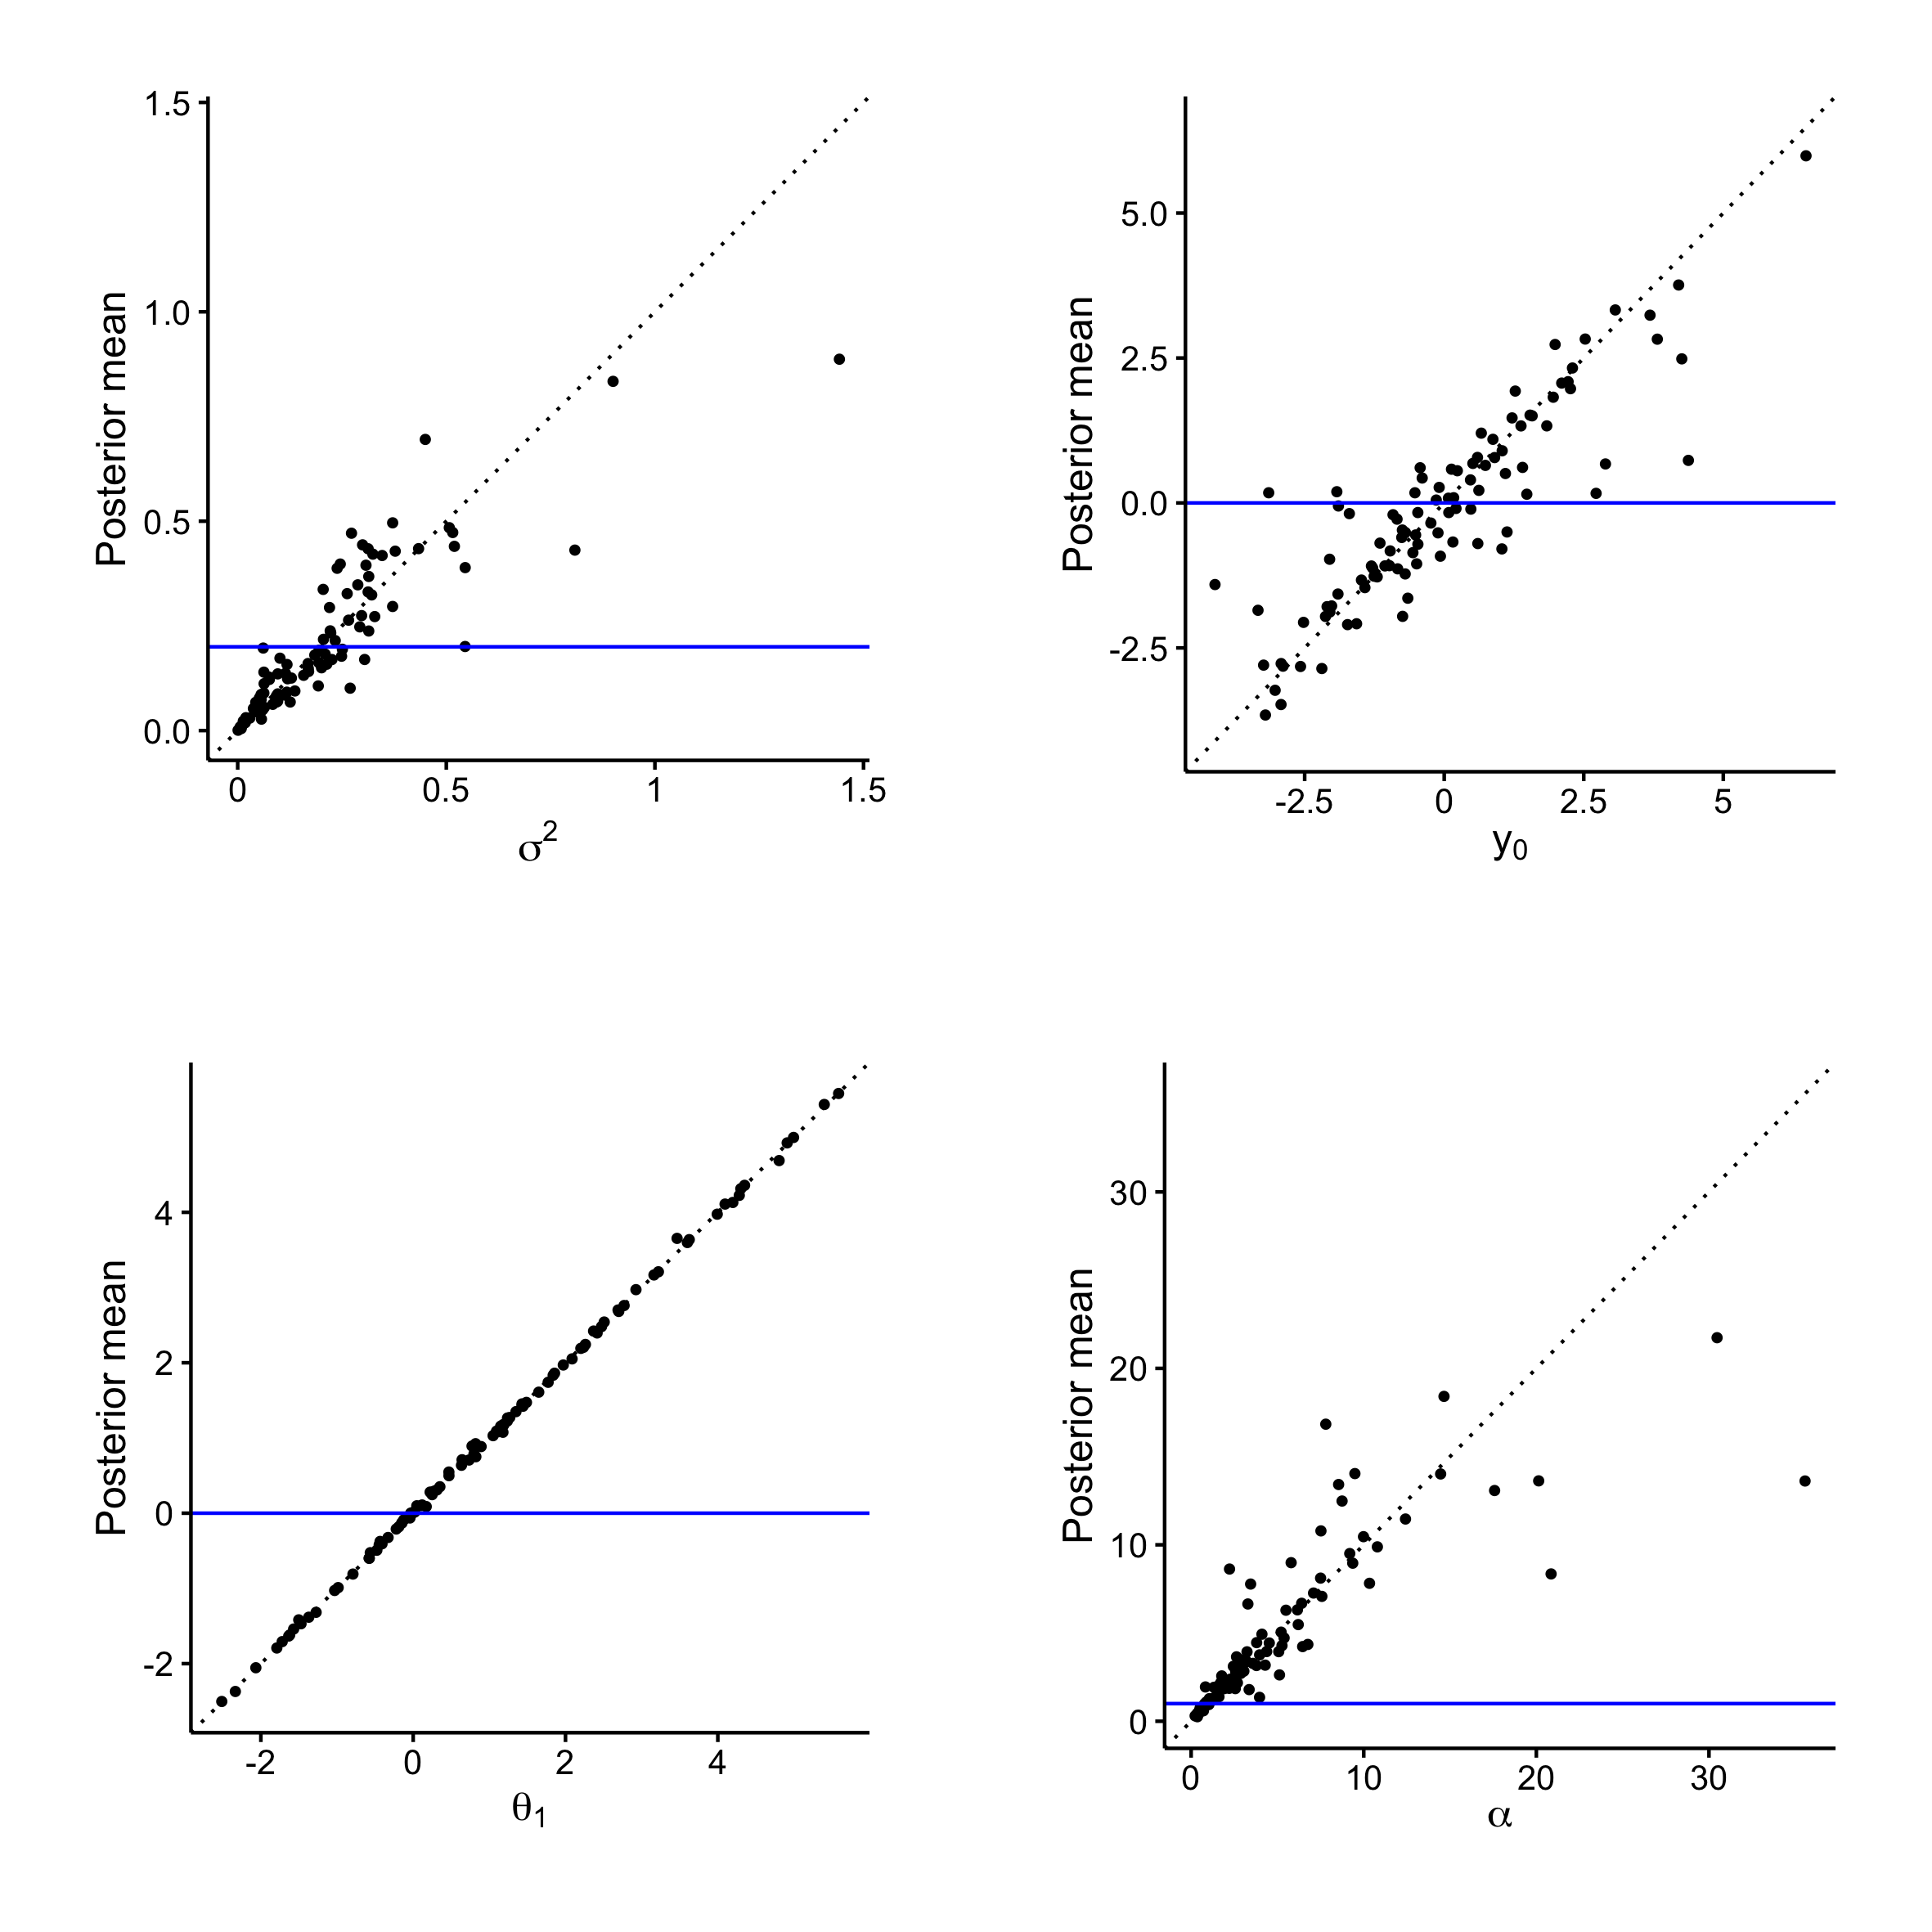 Posterior mean
1.5
1.0
0.5
0.0
0 0.5 1 1.5
σ²
Posterior mean
5.0
2.5
0.0
-2.5
-2.5 0 2.5 5
y₀
Posterior mean
4
2
0
-2
-2 0 2 4
θ₁
Posterior mean
30
20
10
0
0 10 20 30
α